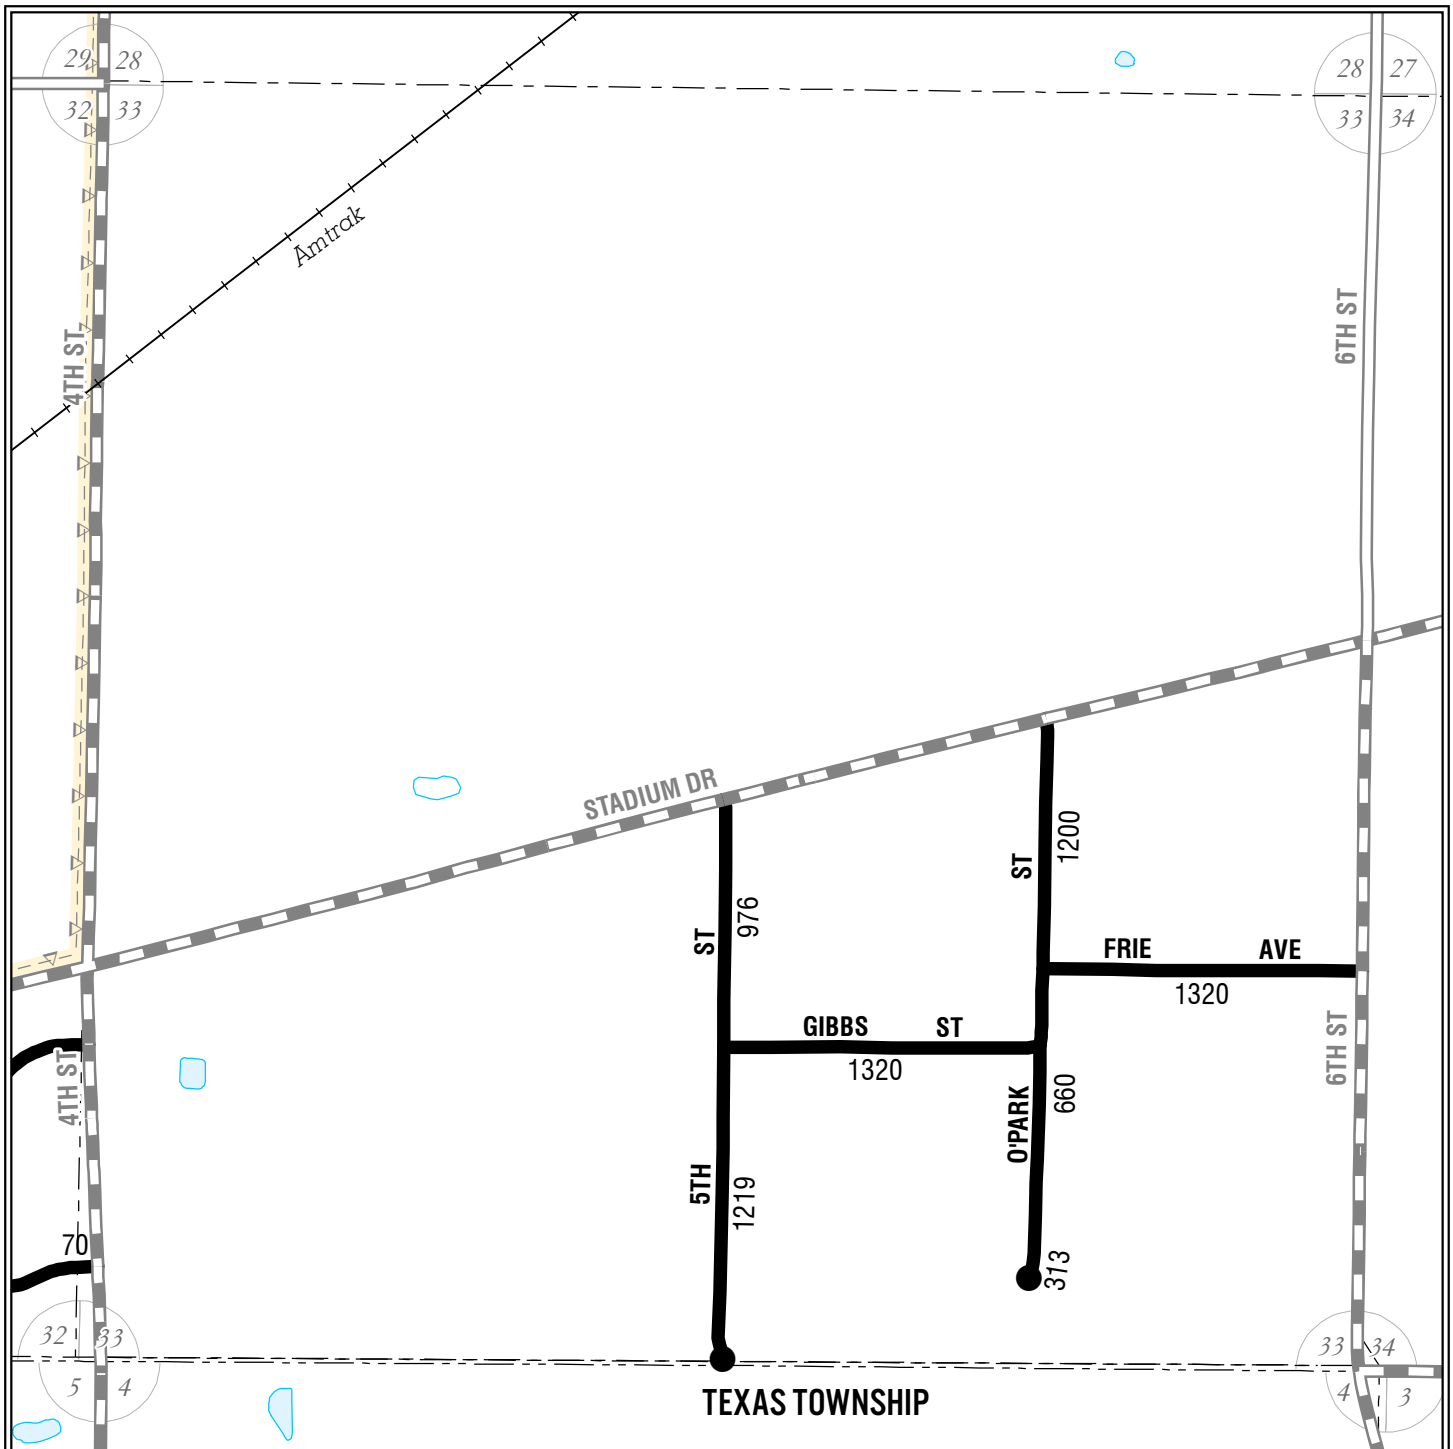 29 28
32 33
28 27
33 34
Amtrak
4TH ST
6TH ST
STADIUM DR
ST
976
ST
1200
FRIE AVE
1320
GIBBS ST
1320
4TH ST
6TH ST
O'PARK
660
5TH
1219
70
313
32 33
5 4
33 34
4 3
TEXAS TOWNSHIP